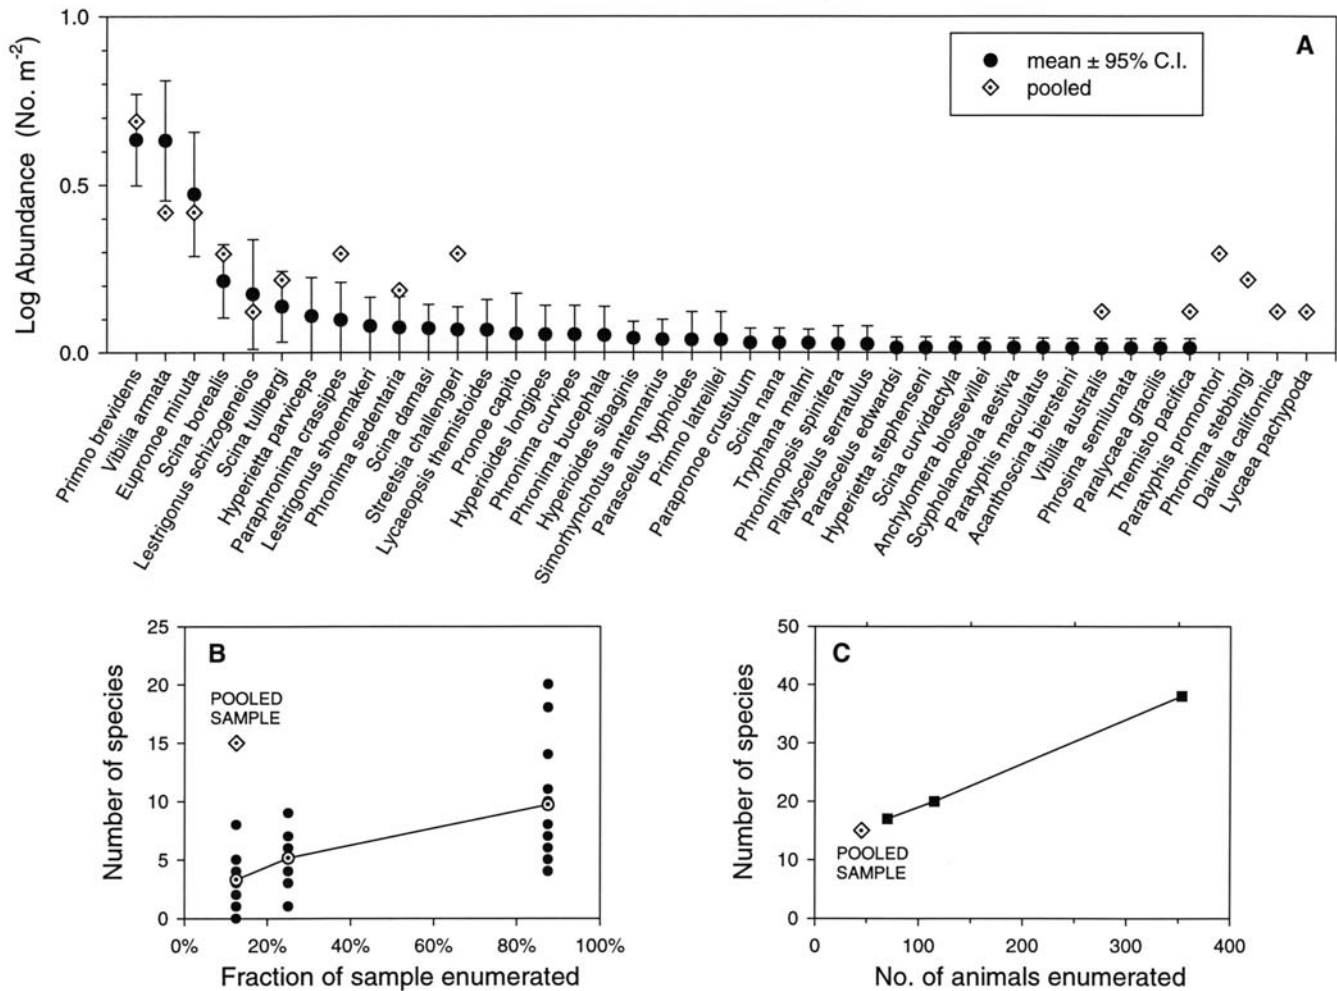 1.0
0.5
0.0
Log Abundance (No. m-2)
A
mean ± 95% C.I.
pooled
Primno brevidens
Vibilia armata
Eupronoe minuta
Scina borealis
Lestrigonus schizogeneios
Scina tullbergi
Hyperietta parviceps
Paraphronima crassipes
Lestrigonus shoemakeri
Phronima sedentaria
Scina damasi
Streetsia challengeri
Lycaeopsis themistoides
Pronoe capito
Hyperioides longipes
Phronima curvipes
Phronima bucephala
Hyperioides sibaginis
Simorhynchotus antennarius
Parascelus typhoides
Primno latreillei
Parapronoe crustulum
Scina nana
Tryphana malmi
Phronimopsis spinifera
Platyscelus serratulus
Parascelus edwardsi
Hyperietta stephenseni
Scina curvidactyla
Anchylomera blossevillei
Scypholanceola aestiva
Paratyphis maculatus
Acanthoscina bierste​ini
Vibilia australis
Phrosina semilunata
Paralycaea gracilis
Themisto pacifica
Paratyphis promontori
Phronima stebbingi
Dairella californica
Lycaea pachypoda
25
20
15
10
5
0
Number of species
B
POOLED
SAMPLE
0% 20% 40% 60% 80% 100%
Fraction of sample enumerated
50
40
30
20
10
0
Number of species
C
POOLED
SAMPLE
0 100 200 300 400
No. of animals enumerated